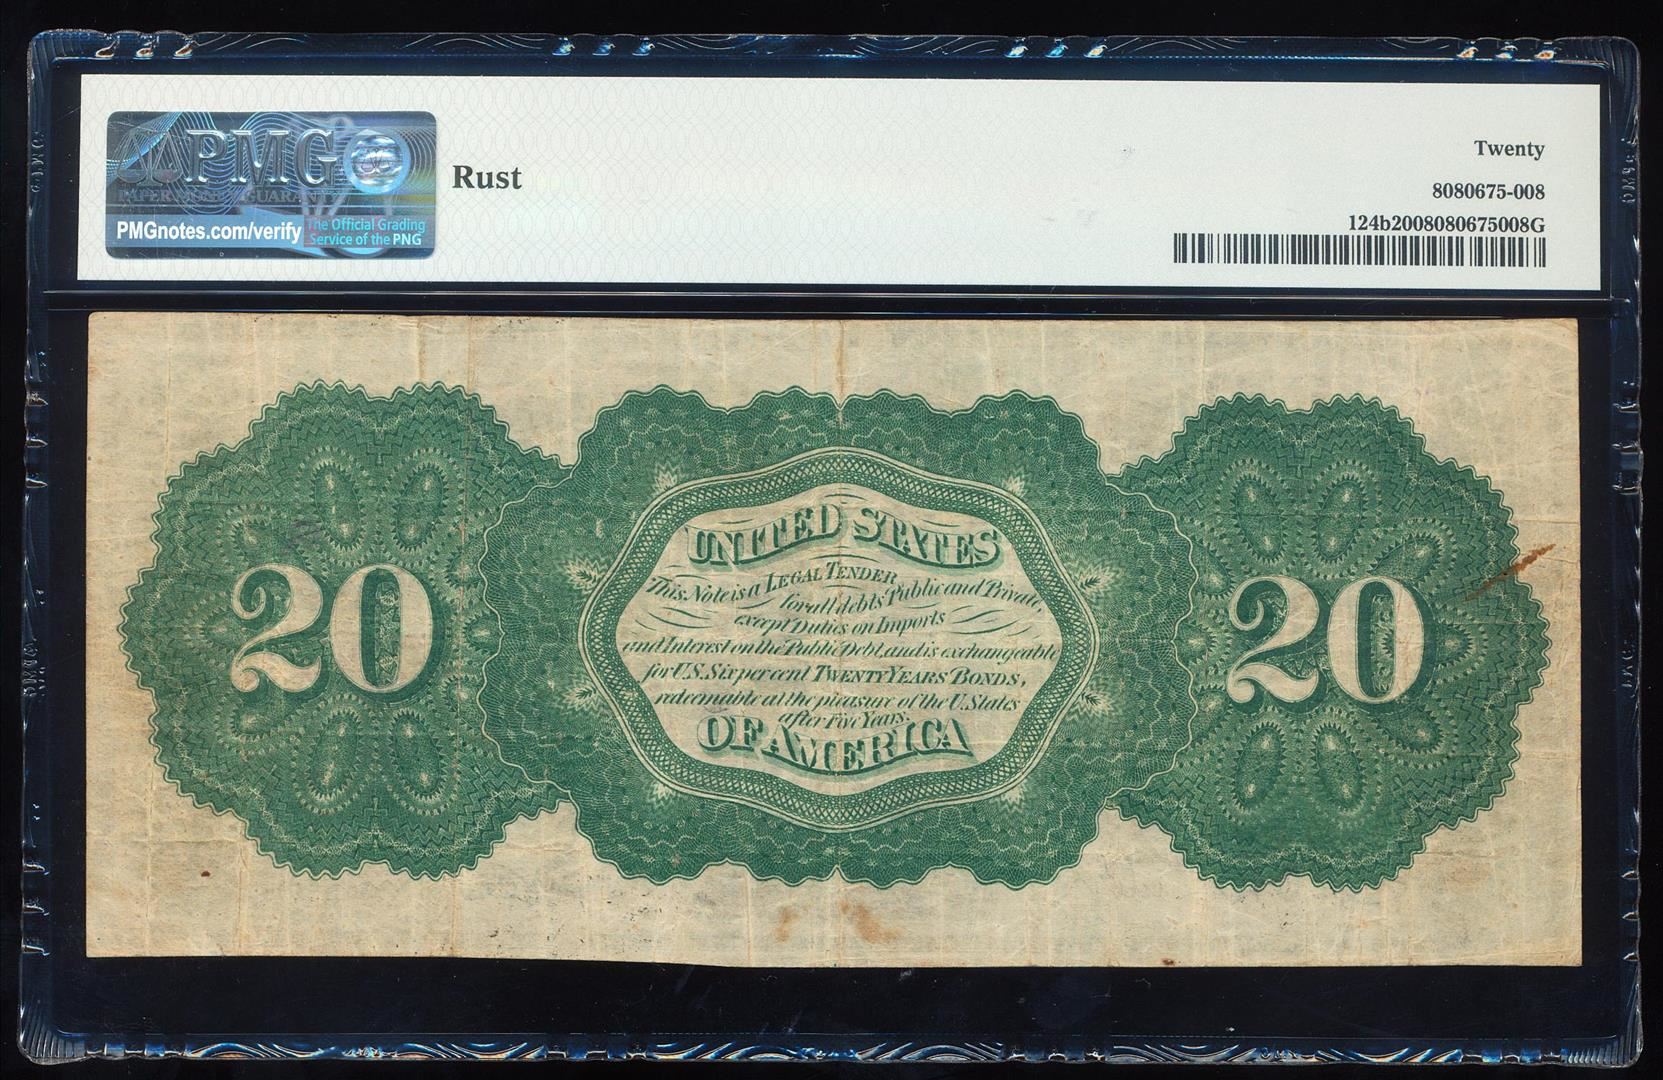 PMG
PAPER MONEY GUARANTY
PMGnotes.com/verify
The Official Grading
Service of the PNG
Rust
Twenty
8080675-008
124b2008080675008G
20
UNITED STATES
This Note is a LEGAL TENDER
for all debts Public and Private,
except Duties on Imports
and Interest on the Public Debt, and is exchangeable
for U.S. Six per cent TWENTY YEARS BONDS,
redeemable at the pleasure of the U. States
after Five Years.
OF AMERICA
20